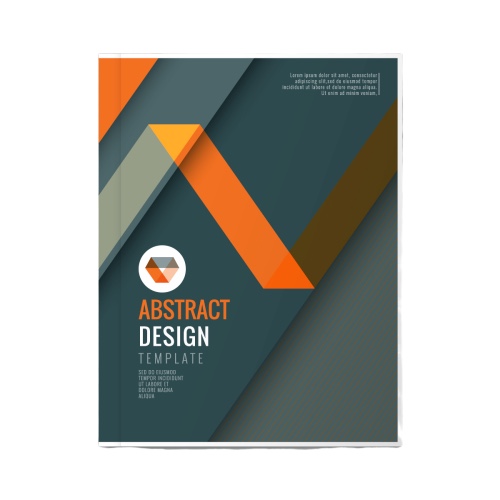 Lorem ipsum dolor sit amet, consectetur
adipiscing elit,sed do eiusmod tempor
incididunt ut labore et dolore magna aliqua.
Ut enim ad minim veniam,
ABSTRACT
DESIGN
TEMPLATE
SED DO EIUSMOD
TEMPOR INCIDIDUNT
UT LABORE ET
DOLORE MAGNA
ALIQUA